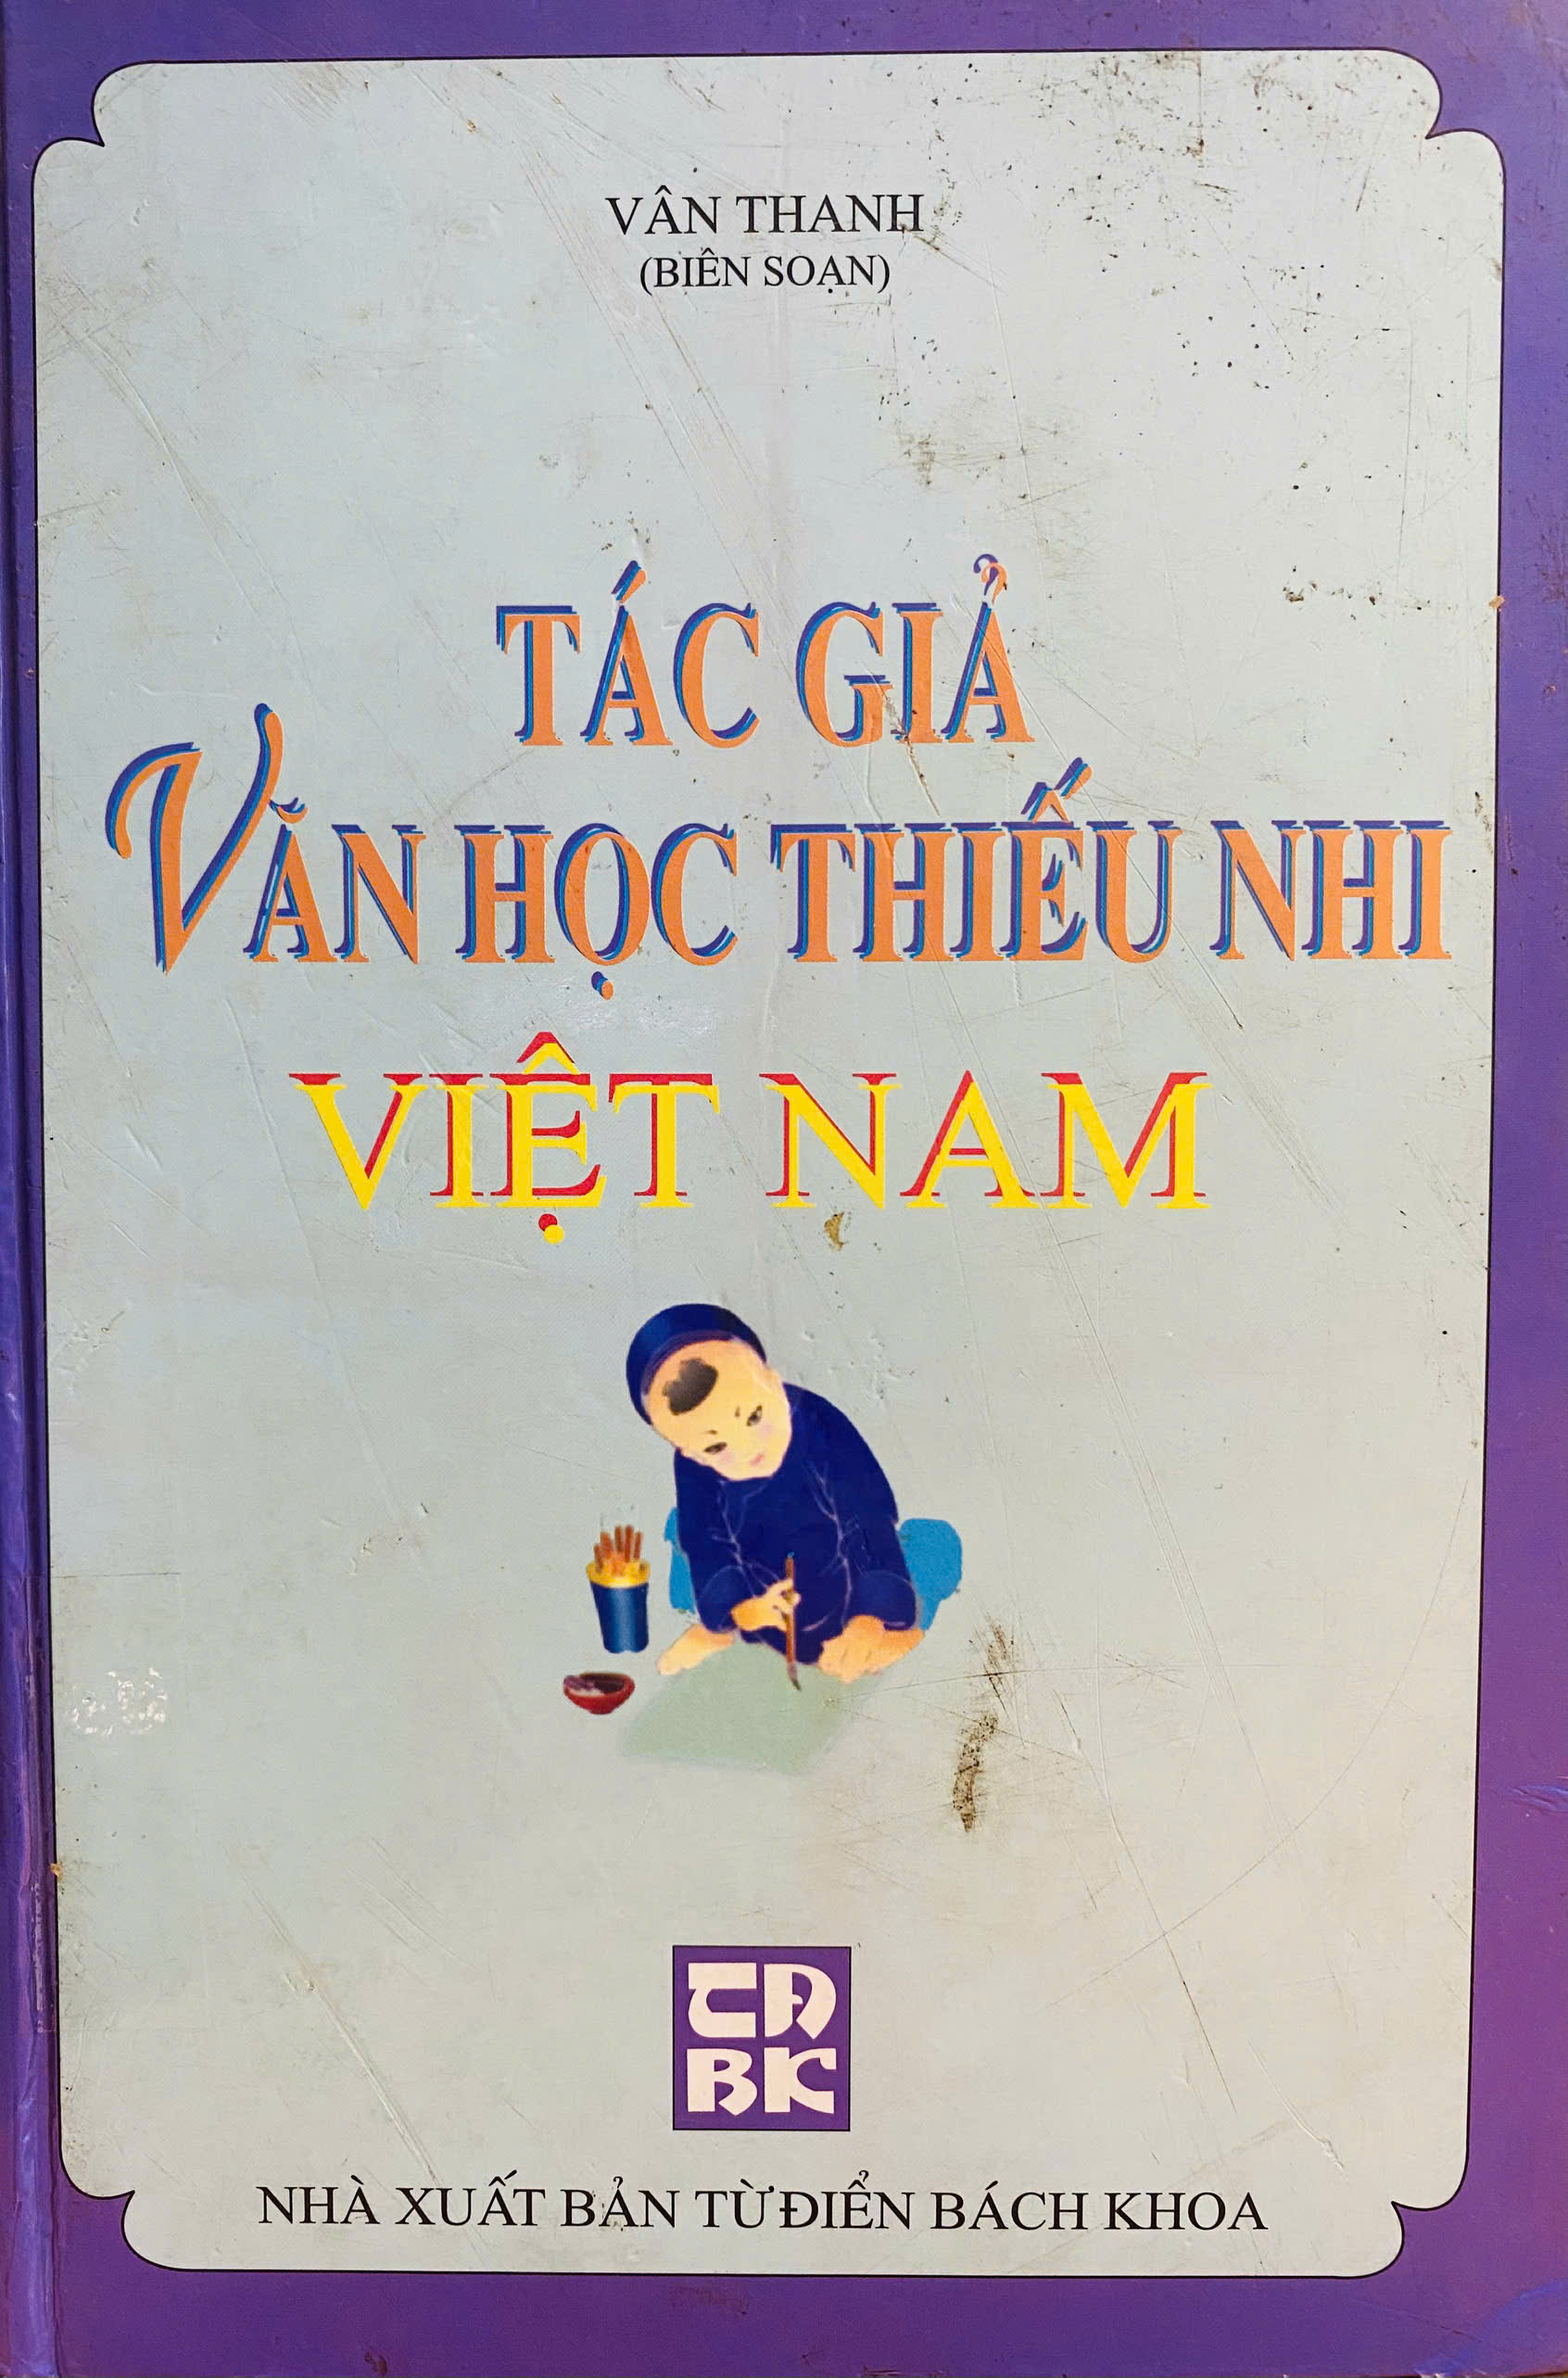 VÂN THANH
(BIÊN SOẠN)
TÁC GIẢ
VĂN HỌC THIẾU NHI
VIỆT NAM
TĐ
BK
NHÀ XUẤT BẢN TỪ ĐIỂN BÁCH KHOA